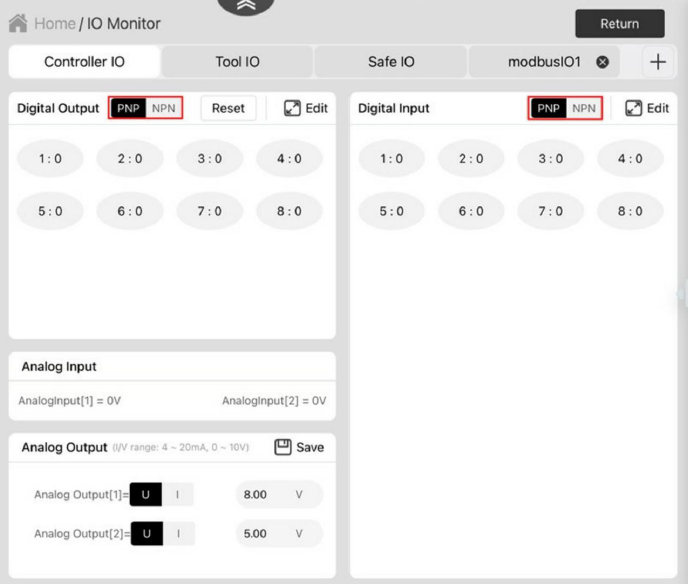 Home / IO Monitor
Return
Controller IO
Tool IO
Safe IO
modbusIO1
Digital Output PNP NPN Reset Edit
1 : 0 2 : 0 3 : 0 4 : 0
5 : 0 6 : 0 7 : 0 8 : 0
Digital Input PNP NPN Edit
1 : 0 2 : 0 3 : 0 4 : 0
5 : 0 6 : 0 7 : 0 8 : 0
Analog Input
AnalogInput[1] = 0V AnalogInput[2] = 0V
Analog Output (I/V range: 4 ~ 20mA, 0 ~ 10V) Save
Analog Output[1]= U I 8.00 V
Analog Output[2]= U I 5.00 V